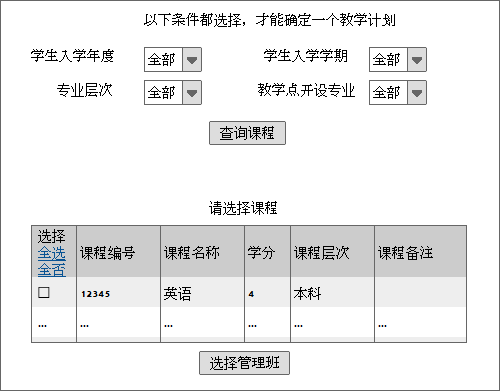 以下条件都选择，才能确定一个教学计划
学生入学年度 全部 学生入学学期 全部
专业层次 全部 教学点开设专业 全部
查询课程
请选择课程
选择 全选 全否 课程编号 课程名称 学分 课程层次 课程备注
12345 英语 4 本科
... ... ... ... ...
选择管理班